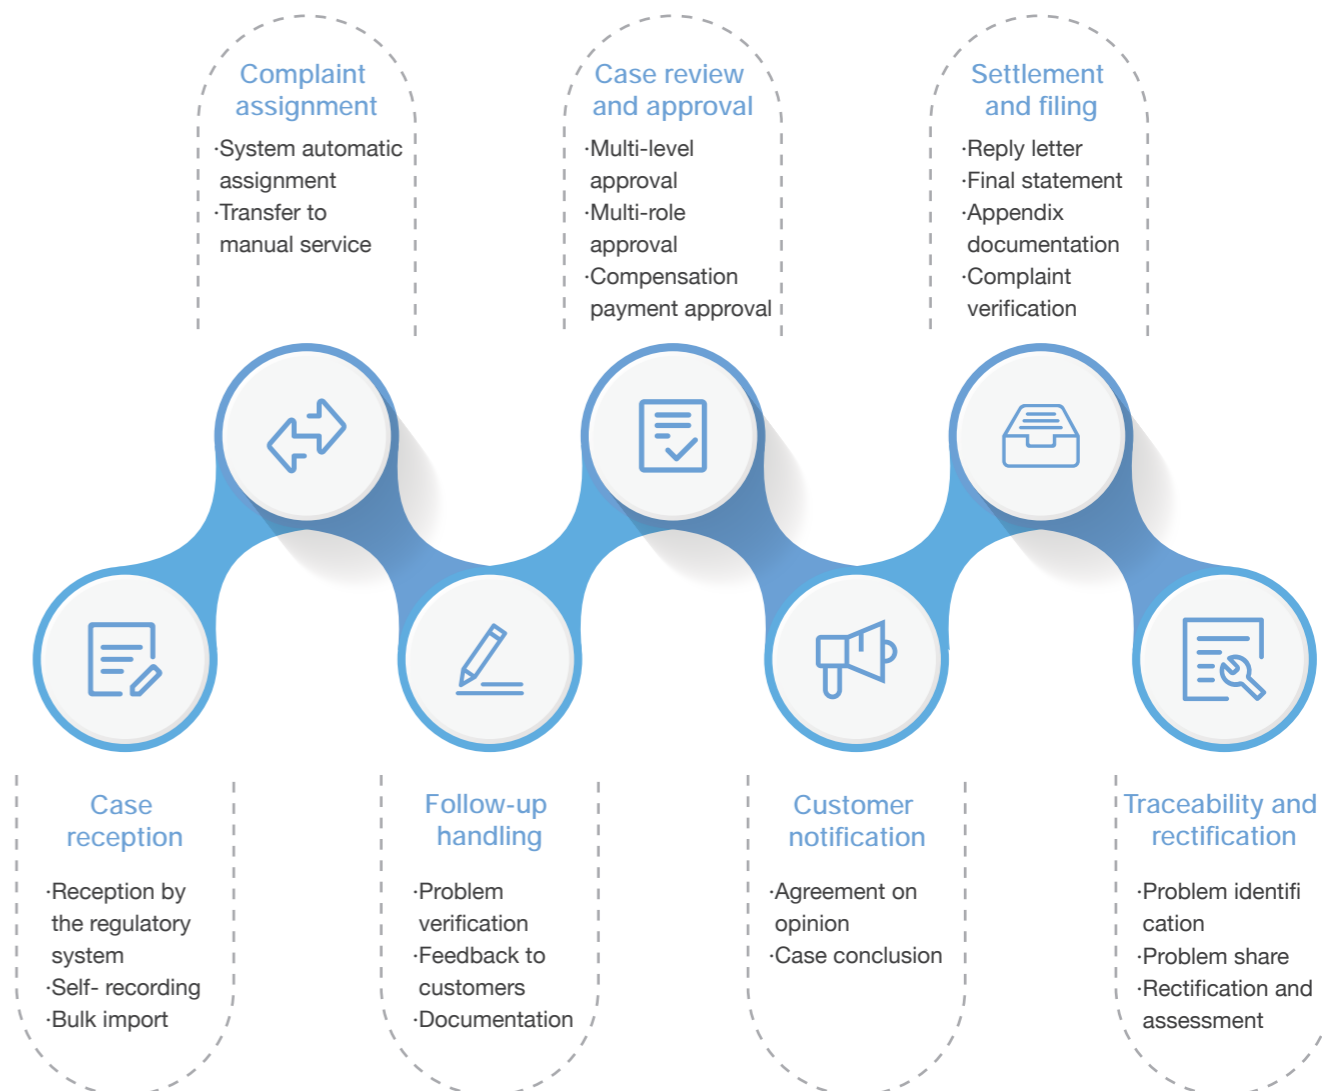 Complaint
assignment
·System automatic
assignment
·Transfer to
manual service
Case review
and approval
·Multi-level
approval
·Multi-role
approval
·Compensation
payment approval
Settlement
and filing
·Reply letter
·Final statement
·Appendix
documentation
·Complaint
verification
Case
reception
·Reception by
the regulatory
system
·Self- recording
·Bulk import
Follow-up
handling
·Problem
verification
·Feedback to
customers
·Documentation
Customer
notification
·Agreement on
opinion
·Case conclusion
Traceability and
rectification
·Problem identifi
cation
·Problem share
·Rectification and
assessment